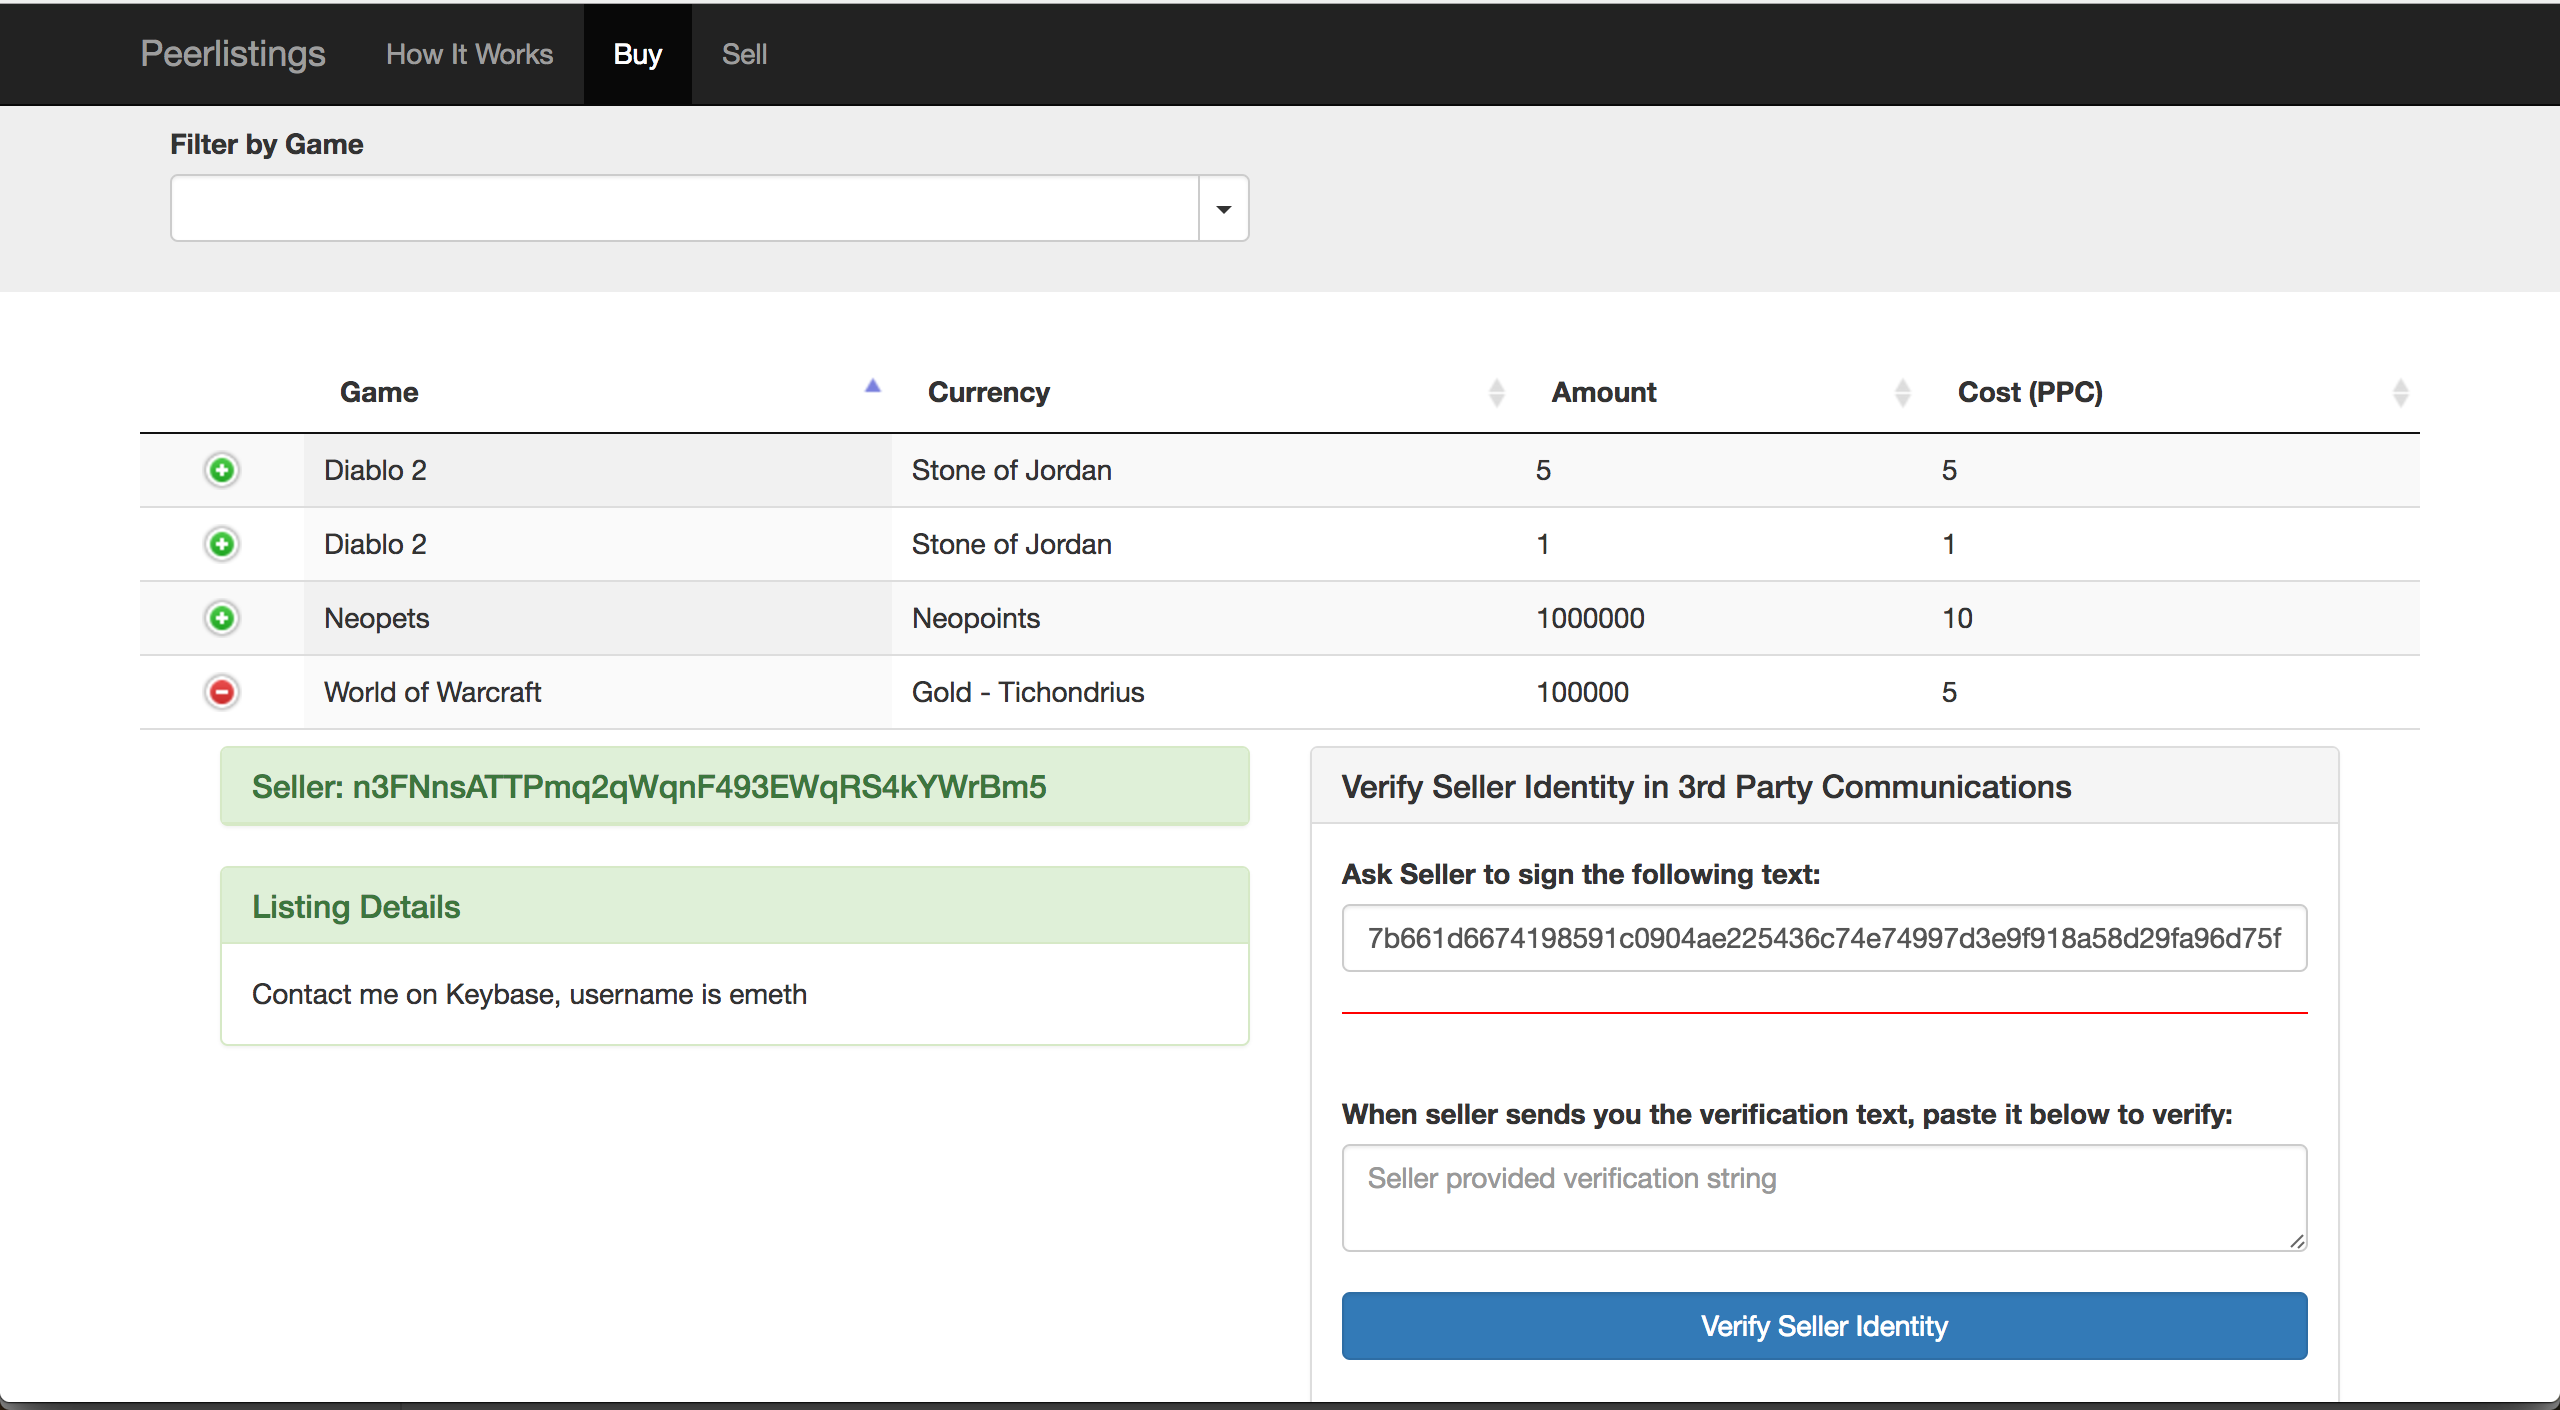 Peerlistings How It Works Buy Sell
Filter by Game
Game Currency Amount Cost (PPC)
Diablo 2 Stone of Jordan 5 5
Diablo 2 Stone of Jordan 1 1
Neopets Neopoints 1000000 10
World of Warcraft Gold - Tichondrius 100000 5
Seller: n3FNnsATTPmq2qWqnF493EWqRS4kYWrBm5
Listing Details
Contact me on Keybase, username is emeth
Verify Seller Identity in 3rd Party Communications
Ask Seller to sign the following text:
7b661d6674198591c0904ae225436c74e74997d3e9f918a58d29fa96d75f
When seller sends you the verification text, paste it below to verify:
Seller provided verification string
Verify Seller Identity